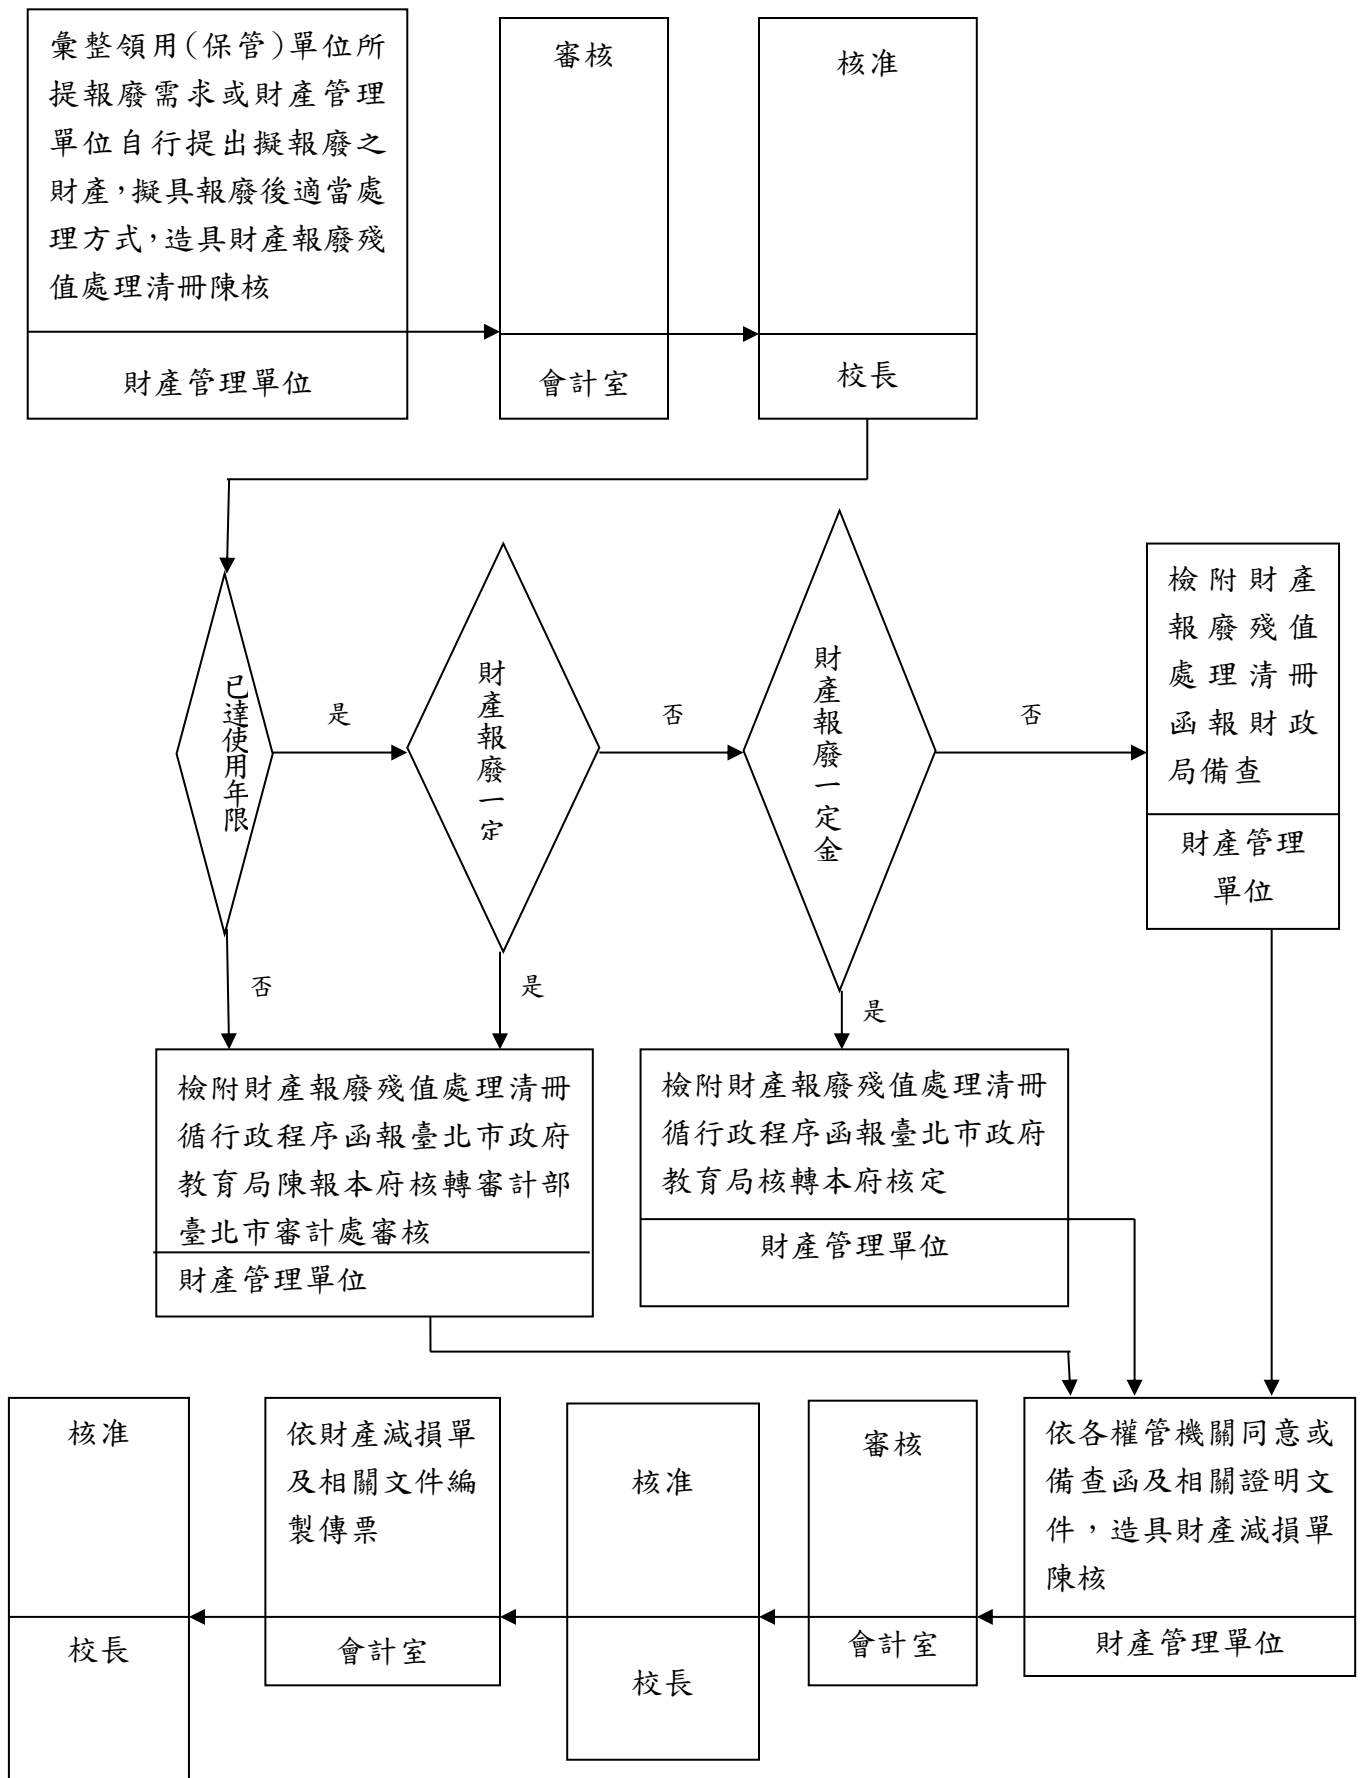 彙整領用(保管)單位所
提報廢需求或財產管理
單位自行提出擬報廢之
財產，擬具報廢後適當處
理方式，造具財產報廢殘
值處理清冊陳核
財產管理單位
審核
會計室
核准
校長
已達使用年限
是
財產報廢一定
否
財產報廢一定金
否
檢附財產
報廢殘值
處理清冊
函報財政
局備查
財產管理
單位
否
是
是
檢附財產報廢殘值處理清冊
循行政程序函報臺北市政府
教育局陳報本府核轉審計部
臺北市審計處審核
財產管理單位
檢附財產報廢殘值處理清冊
循行政程序函報臺北市政府
教育局核轉本府核定
財產管理單位
依各權管機關同意或
備查函及相關證明文
件，造具財產減損單
陳核
財產管理單位
審核
會計室
核准
校長
依財產減損單
及相關文件編
製傳票
會計室
核准
校長